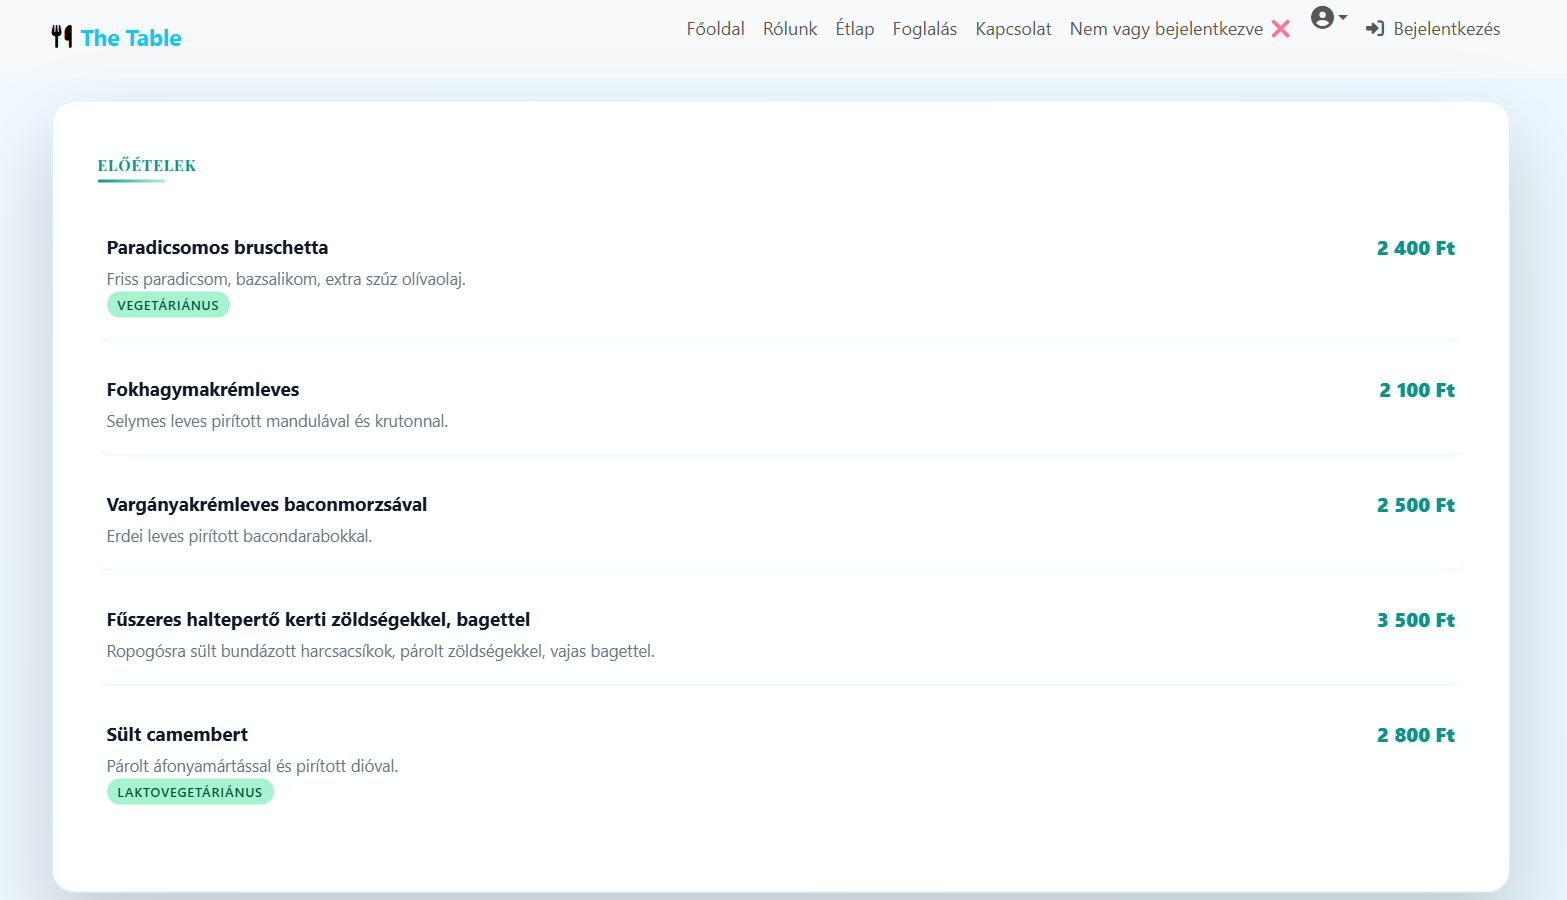 The Table
Főoldal Rólunk Étlap Foglalás Kapcsolat Nem vagy bejelentkezve ❌ Bejelentkezés
ELŐÉTELEK
Paradicsomos bruschetta 2 400 Ft
Friss paradicsom, bazsalikom, extra szűz olívaolaj.
VEGETÁRIÁNUS
Fokhagymakrémleves 2 100 Ft
Selymes leves pirított mandulával és krutonnal.
Vargányakrémleves baconmorzsával 2 500 Ft
Erdei leves pirított bacondarabokkal.
Fűszeres haltepertő kerti zöldségekkel, bagettel 3 500 Ft
Ropogósra sült bundázott harcsacsíkok, párolt zöldségekkel, vajas bagettel.
Sült camembert 2 800 Ft
Párolt áfonyamártással és pirított dióval.
LAKTOVEGETÁRIÁNUS